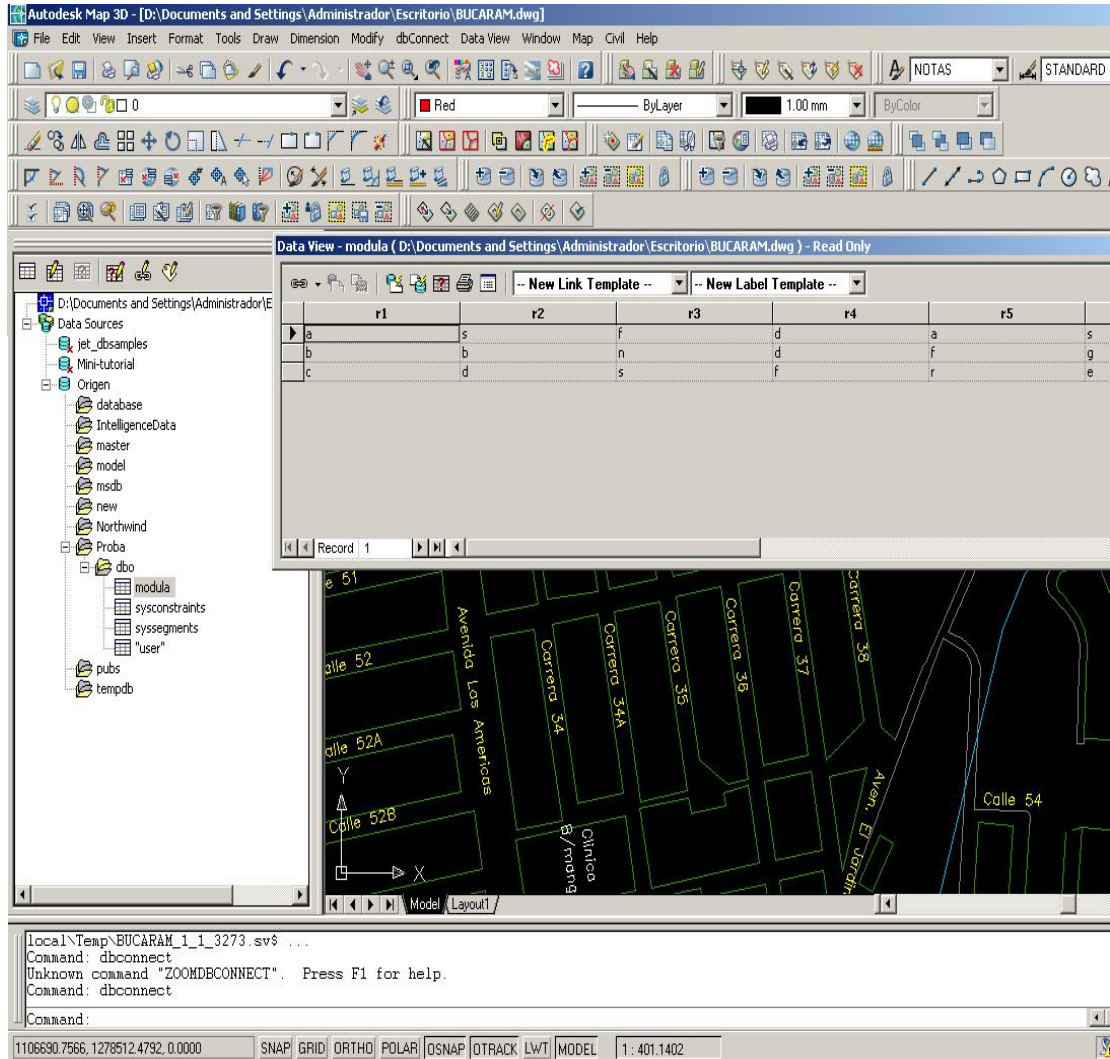 Autodesk Map 3D - [D:\Documents and Settings\Administrador\Escritorio\BUCARAM.dwg]
File Edit View Insert Format Tools Draw Dimension Modify dbConnect Data View Window Map Civil Help
NOTAS STANDARD
0 Red ByLayer 1.00 mm ByColor
Data View - modula ( D:\Documents and Settings\Administrador\Escritorio\BUCARAM.dwg ) - Read Only
-- New Link Template -- -- New Label Template --
r1 r2 r3 r4 r5
a s f d a s
b b n d f g
c d s f r e
Record 1
D:\Documents and Settings\Administrador\E
Data Sources
jet_dbsamples
Mini-tutorial
Origen
database
IntelligenceData
master
model
msdb
new
Northwind
Proba
dbo
modula
sysconstraints
syssegments
"user"
pubs
tempdb
e 51
alle 52
alle 52A
Calle 52B
Avenida Las Americas
Carrera 34
Carrera 34A
Carrera 35
Carrera 36
Carrera 37
Carrera 38
Aven. El Jardin
Calle 54
Clinica
B/mang
Y
X
Model Layout1
local\Temp\BUCARAM_1_1_3273.sv$ ...
Command: dbconnect
Unknown command "ZOOMDBCONNECT". Press F1 for help.
Command: dbconnect
Command:
1106690.7566, 1278512.4792, 0.0000 SNAP GRID ORTHO POLAR OSNAP OTRACK LWT MODEL 1 : 401.1402